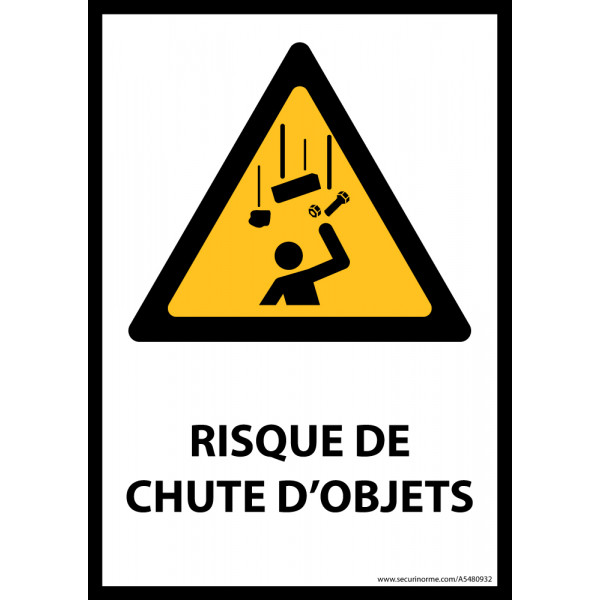 RISQUE DE
CHUTE D’OBJETS
www.securinorme.com/A5480932